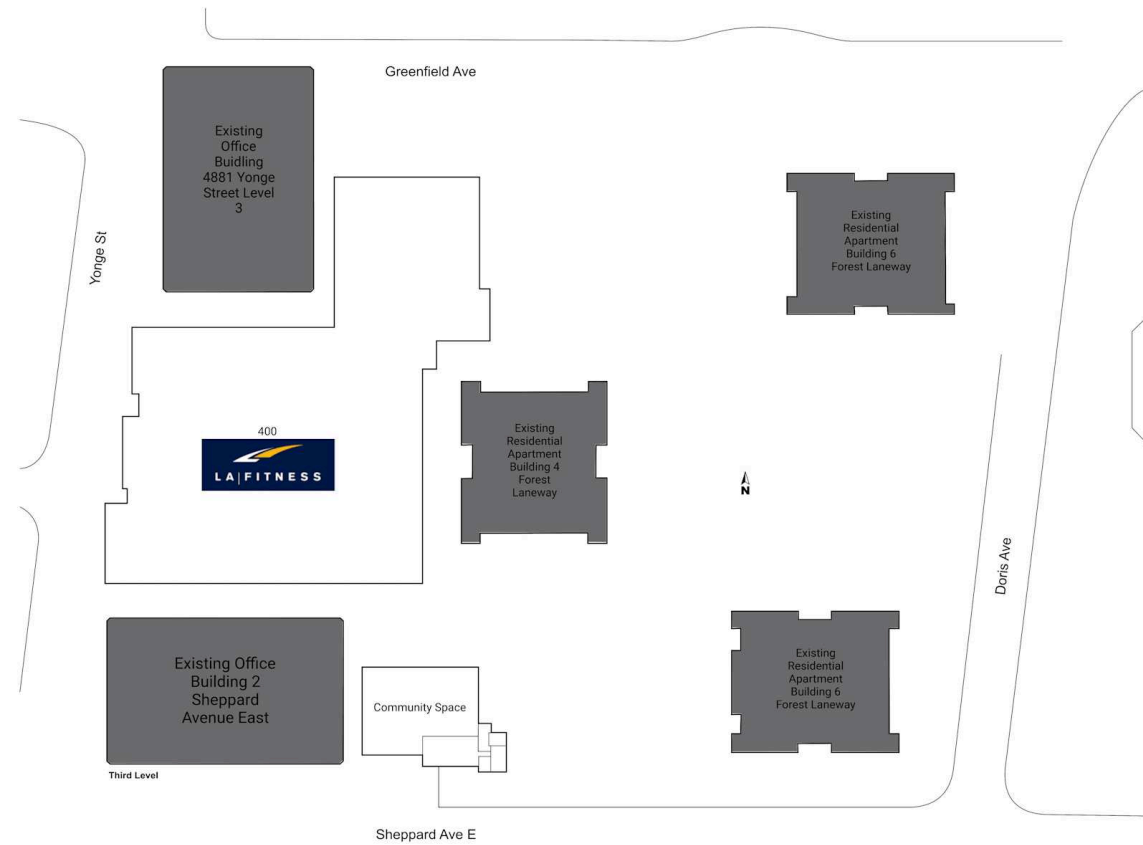 Greenfield Ave
Existing
Office
Buidling
4881 Yonge
Street Level
3
Yonge St
Existing
Residential
Apartment
Building 6
Forest Laneway
400
LA|FITNESS
Existing
Residential
Apartment
Building 4
Forest
Laneway
N
Doris Ave
Existing Office
Building 2
Sheppard
Avenue East
Third Level
Community Space
Existing
Residential
Apartment
Building 6
Forest Laneway
Sheppard Ave E